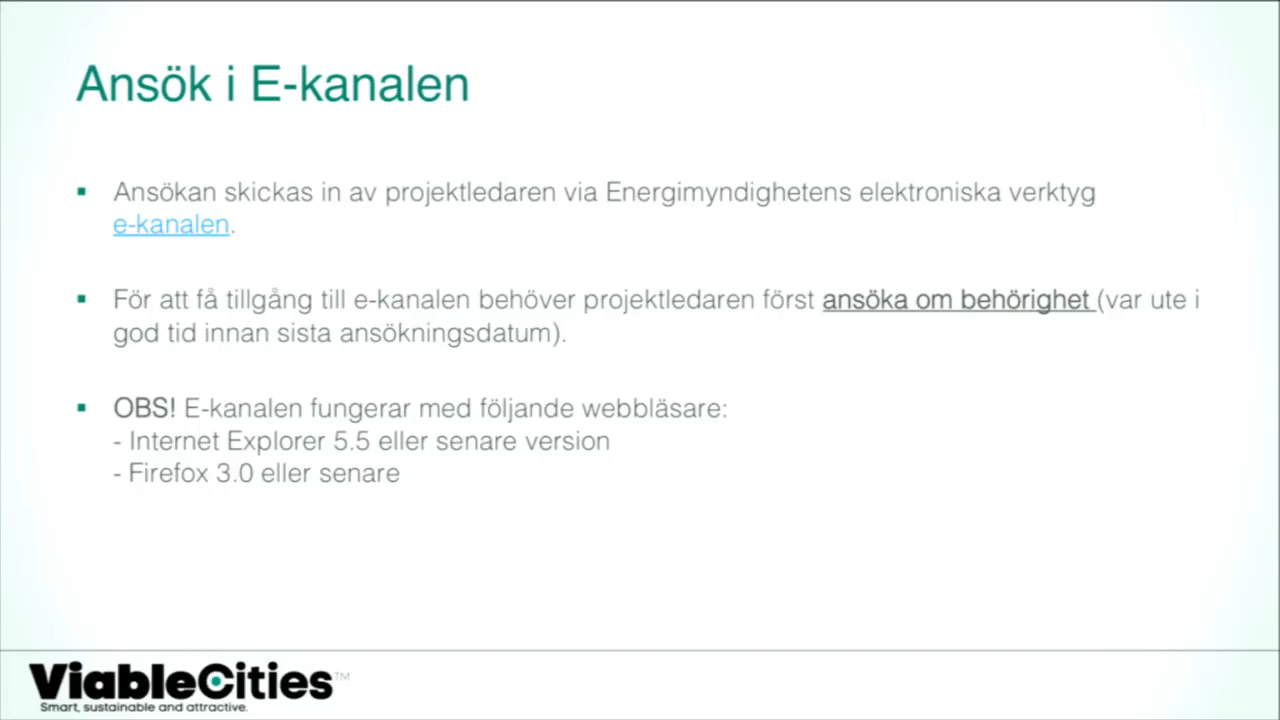 Ansök i E-kanalen
▪ Ansökan skickas in av projektledaren via Energimyndighetens elektroniska verktyg
e-kanalen.
▪ För att få tillgång till e-kanalen behöver projektledaren först ansöka om behörighet (var ute i
god tid innan sista ansökningsdatum).
▪ OBS! E-kanalen fungerar med följande webbläsare:
- Internet Explorer 5.5 eller senare version
- Firefox 3.0 eller senare
ViableCities™
Smart, sustainable and attractive.